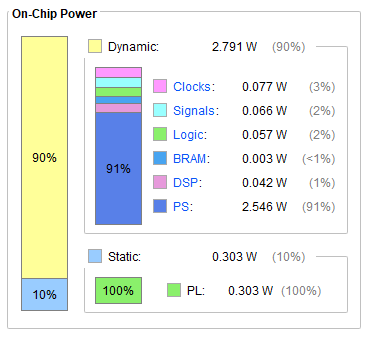 On-Chip Power
Dynamic: 2.791 W (90%)
Clocks: 0.077 W (3%)
Signals: 0.066 W (2%)
Logic: 0.057 W (2%)
BRAM: 0.003 W (<1%)
DSP: 0.042 W (1%)
PS: 2.546 W (91%)
90%
91%
Static: 0.303 W (10%)
10%
100%
PL: 0.303 W (100%)